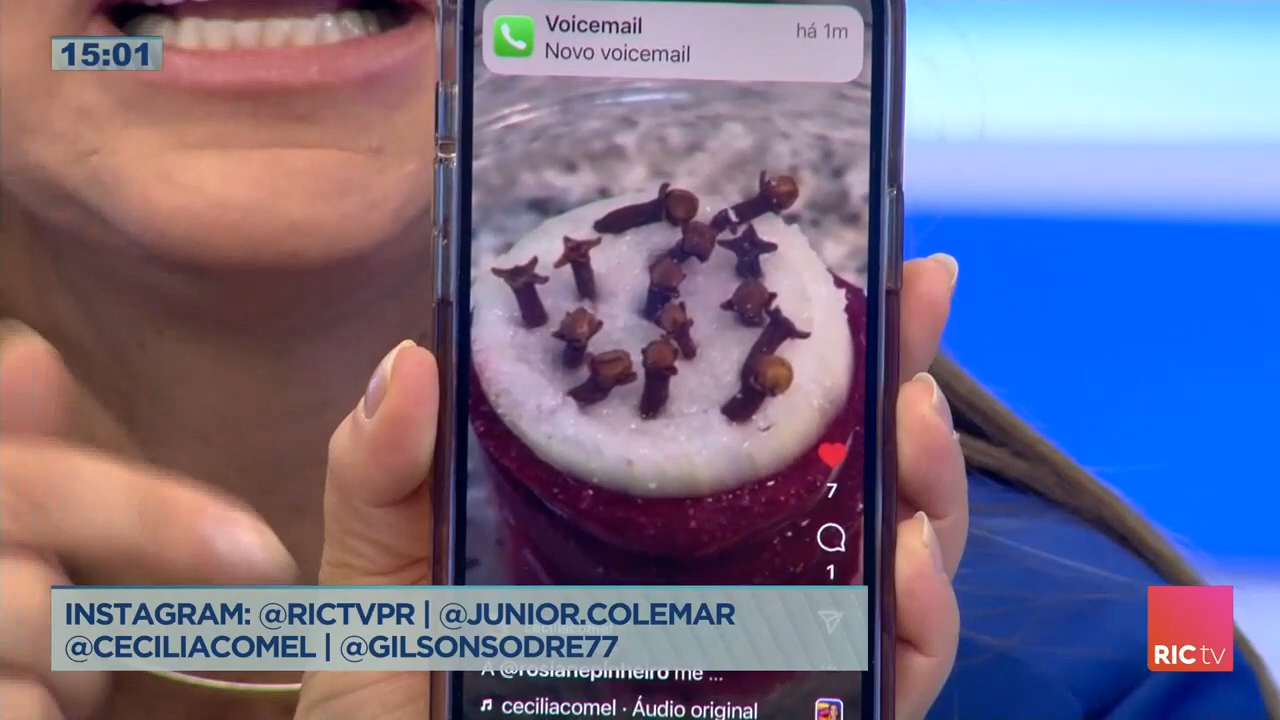 15:01
Voicemail
há 1m
Novo voicemail
7
1
INSTAGRAM: @RICTVPR | @JUNIOR.COLEMAR
@CECILIACOMEL | @GILSONSODRE77
A @roslanepinheiro me ...
ceciliacomel · Áudio original
RIC tv